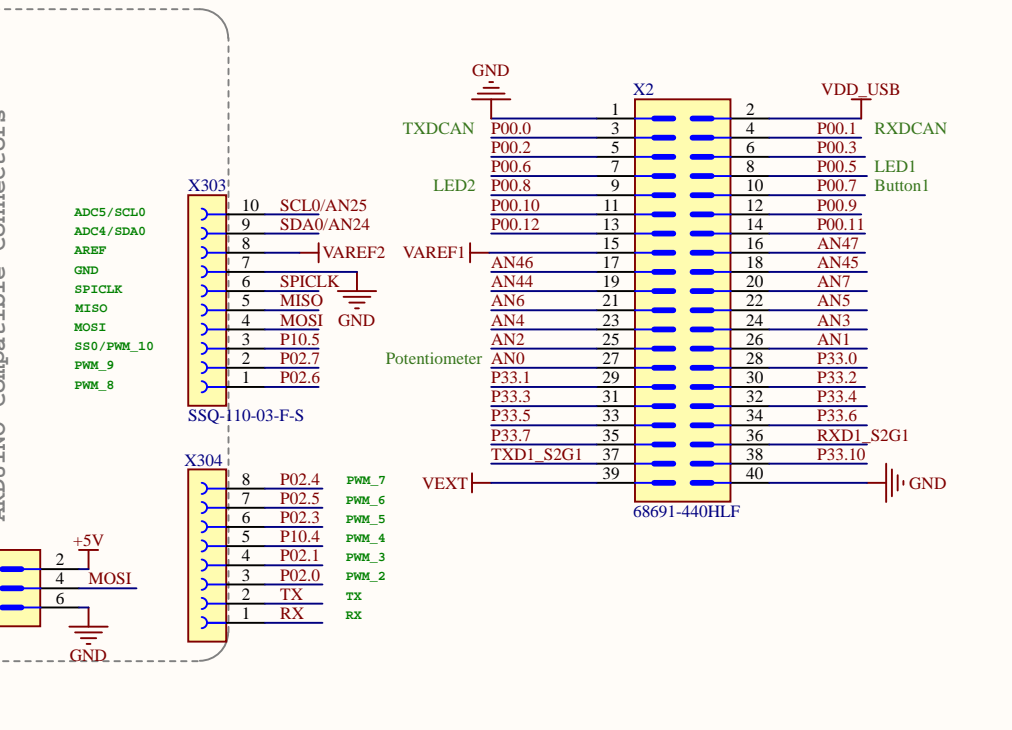 ARDUINO compatible connectors
X303
ADC5/SCL0 10 SCL0/AN25
ADC4/SDA0 9 SDA0/AN24
AREF 8 VAREF2
GND 7
GND
SPICLK 6 SPICLK
MISO 5 MISO
MOSI 4 MOSI
SS0/PWM_10 3 P10.5
PWM_9 2 P02.7
PWM_8 1 P02.6
SSQ-110-03-F-S
X304
8 P02.4 PWM_7
7 P02.5 PWM_6
6 P02.3 PWM_5
5 P10.4 PWM_4
4 P02.1 PWM_3
3 P02.0 PWM_2
2 TX TX
1 RX RX
+5V
2
4 MOSI
6
GND
GND
X2
VDD_USB
1 2
TXDCAN P00.0 3 4 P00.1 RXDCAN
P00.2 5 6 P00.3
P00.6 7 8 P00.5 LED1
LED2 P00.8 9 10 P00.7 Button1
P00.10 11 12 P00.9
P00.12 13 14 P00.11
VAREF1 15 16 AN47
AN46 17 18 AN45
AN44 19 20 AN7
AN6 21 22 AN5
AN4 23 24 AN3
AN2 25 26 AN1
Potentiometer AN0 27 28 P33.0
P33.1 29 30 P33.2
P33.3 31 32 P33.4
P33.5 33 34 P33.6
P33.7 35 36 RXD1_S2G1
TXD1_S2G1 37 38 P33.10
VEXT 39 40 GND
68691-440HLF